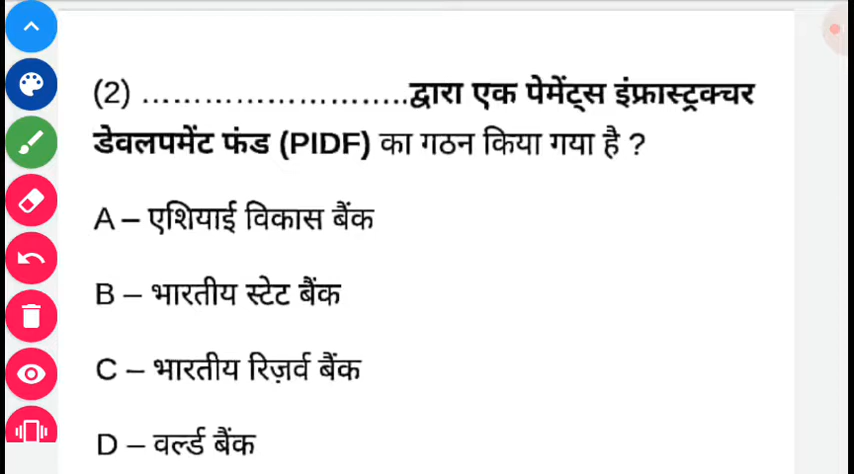 (2) ............................द्वारा एक पेमेंट्स इंफ्रास्ट्रक्चर
डेवलपमेंट फंड (PIDF) का गठन किया गया है ?
A – एशियाई विकास बैंक
B – भारतीय स्टेट बैंक
C – भारतीय रिज़र्व बैंक
D – वर्ल्ड बैंक